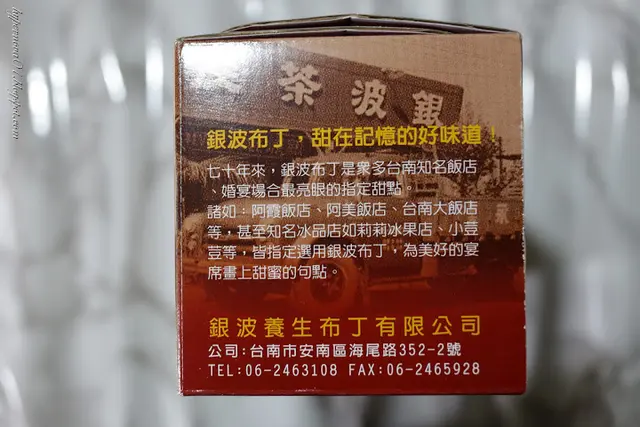 茶波銀
銀波布丁，甜在記憶的好味道！
七十年來，銀波布丁是衆多台南知名飯店
、婚宴場合最亮眼的指定甜點。
諸如：阿霞飯店、阿美飯店、台南大飯店
等，甚至知名冰品店如莉莉冰果店、小荳
荳等，皆指定選用銀波布丁，為美好的宴
席畫上甜蜜的句點。
銀波養生布丁有限公司
公司:台南市安南區海尾路352-2號
TEL:06-2463108 FAX:06-2465928